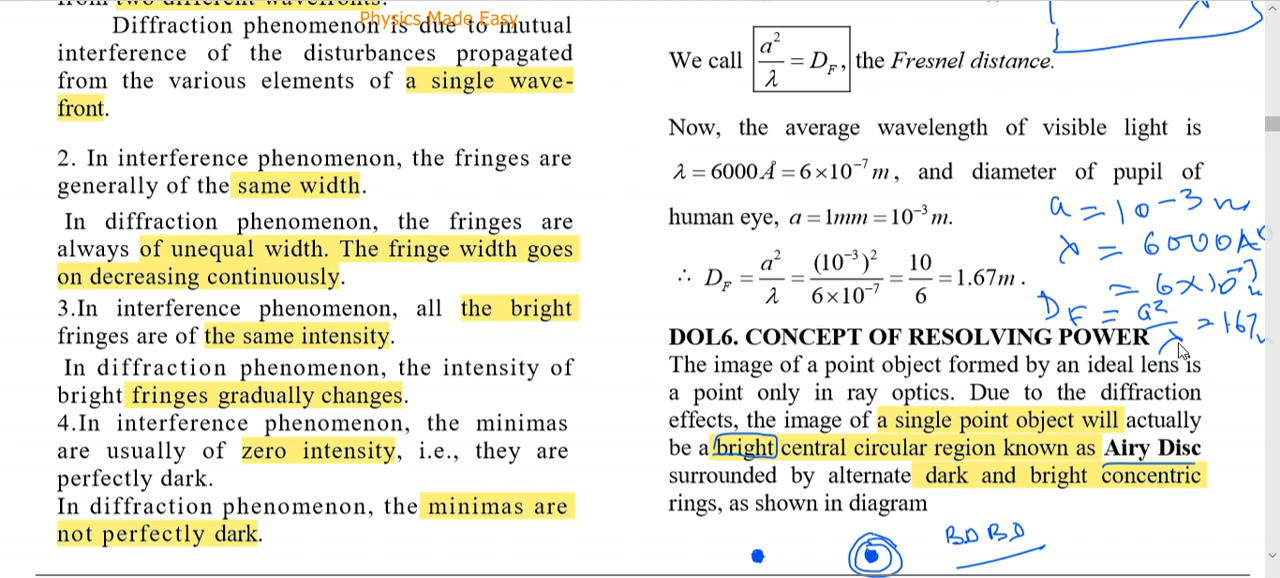 from two different wavefronts.
Physics Made Easy
Diffraction phenomenon is due to mutual
interference of the disturbances propagated
from the various elements of a single wave-
front.
2. In interference phenomenon, the fringes are
generally of the same width.
In diffraction phenomenon, the fringes are
always of unequal width. The fringe width goes
on decreasing continuously.
3.In interference phenomenon, all the bright
fringes are of the same intensity.
In diffraction phenomenon, the intensity of
bright fringes gradually changes.
4.In interference phenomenon, the minimas
are usually of zero intensity, i.e., they are
perfectly dark.
In diffraction phenomenon, the minimas are
not perfectly dark.
We call a²/λ = D_F, the Fresnel distance.
Now, the average wavelength of visible light is
λ = 6000Å = 6×10⁻⁷ m, and diameter of pupil of
human eye, a = 1mm = 10⁻³ m.
∴ D_F = a²/λ = (10⁻³)²/6×10⁻⁷ = 10/6 = 1.67m.
a = 10⁻³ m
λ = 6000A°
= 6×10⁻⁷
D_F = a²/λ = 167
DOL6. CONCEPT OF RESOLVING POWER
The image of a point object formed by an ideal lens is
a point only in ray optics. Due to the diffraction
effects, the image of a single point object will actually
be a bright central circular region known as Airy Disc
surrounded by alternate dark and bright concentric
rings, as shown in diagram
BDBD